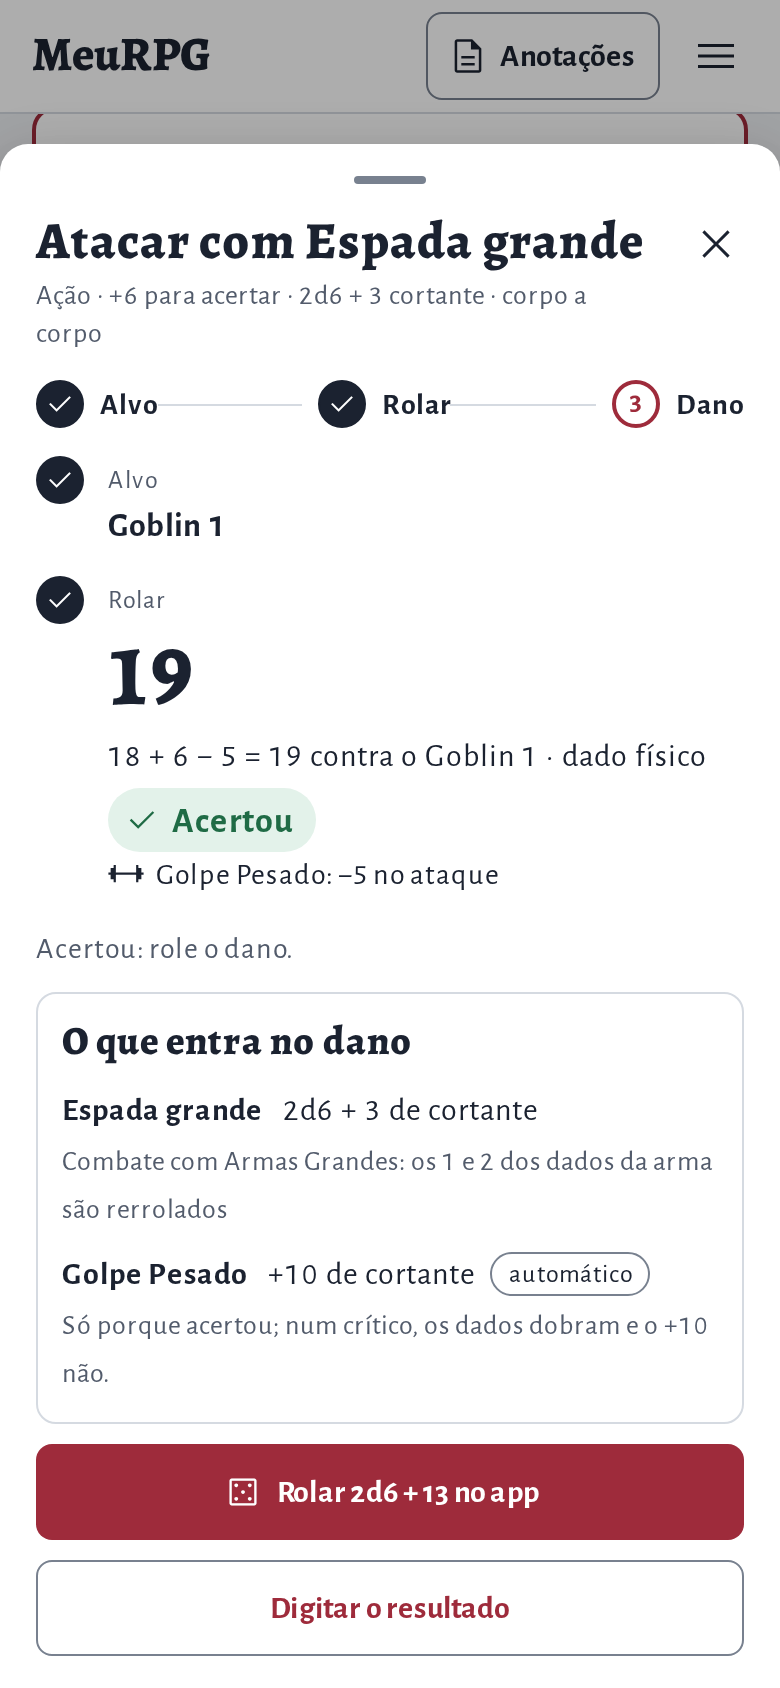 MeuRPG
Anotações
Atacar com Espada grande
Ação · +6 para acertar · 2d6 + 3 cortante · corpo a
corpo
Alvo
Rolar
3 Dano
Alvo
Goblin 1
Rolar
19
18 + 6 − 5 = 19 contra o Goblin 1 · dado físico
Acertou
Golpe Pesado: −5 no ataque
Acertou: role o dano.
O que entra no dano
Espada grande 2d6 + 3 de cortante
Combate com Armas Grandes: os 1 e 2 dos dados da arma
são rerrolados
Golpe Pesado +10 de cortante automático
Só porque acertou; num crítico, os dados dobram e o +10
não.
Rolar 2d6 + 13 no app
Digitar o resultado